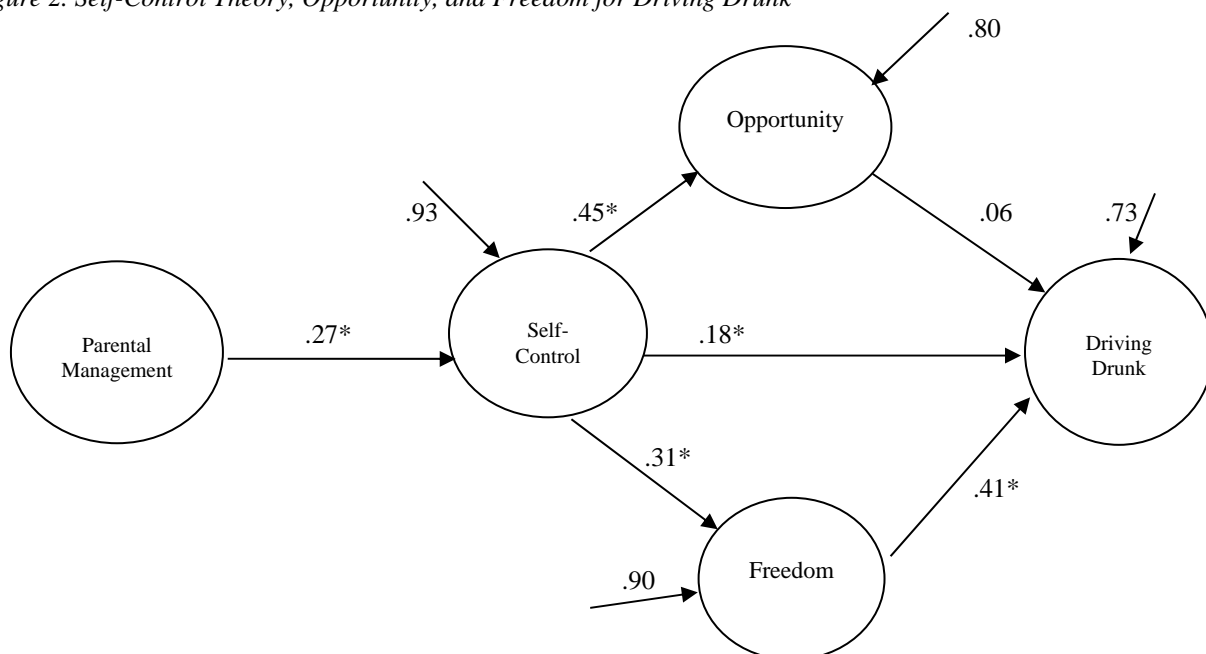 gure 2. Self-Control Theory, Opportunity, and Freedom for Driving Drunk
.80
Opportunity
.93
.45*
.06
.73
Parental
Management
.27*
Self-
Control
.18*
Driving
Drunk
.31*
.41*
Freedom
.90